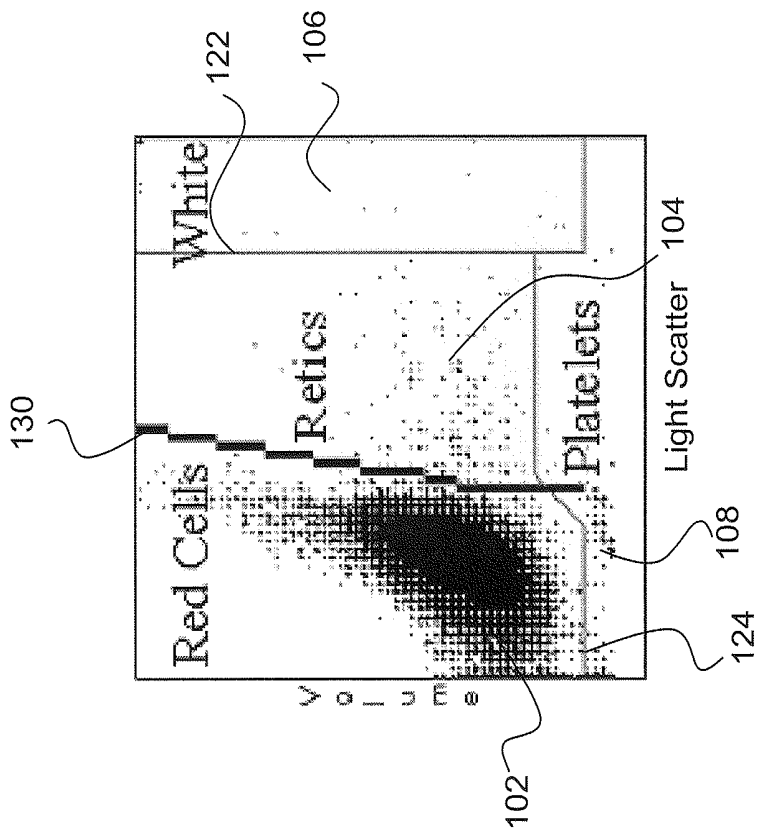 130
122
106
Red Cells
White
Retics
Volume
104
Platelets
Light Scatter
102
124
108